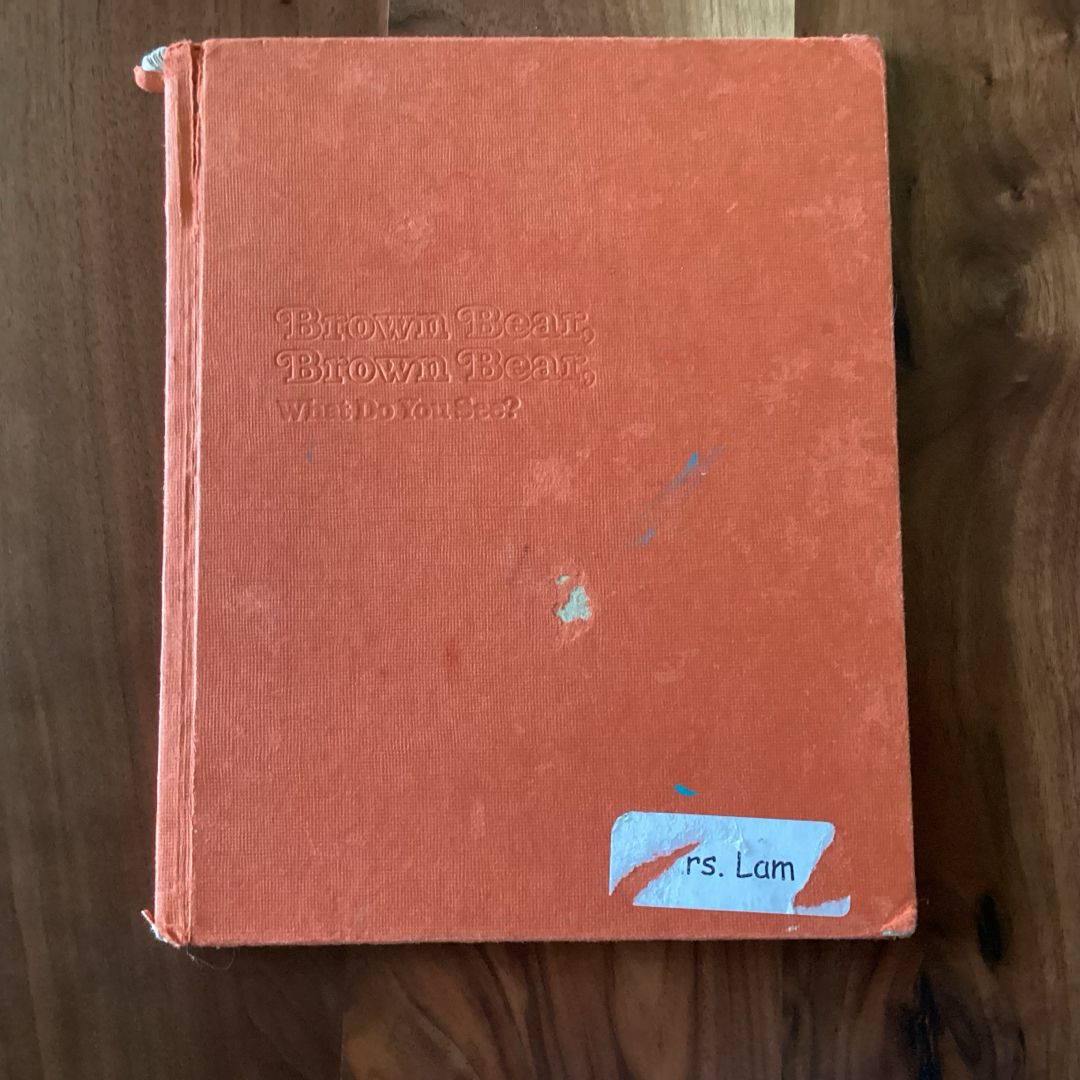 Brown Bear,
Brown Bear,
What Do You See?
rs. Lam